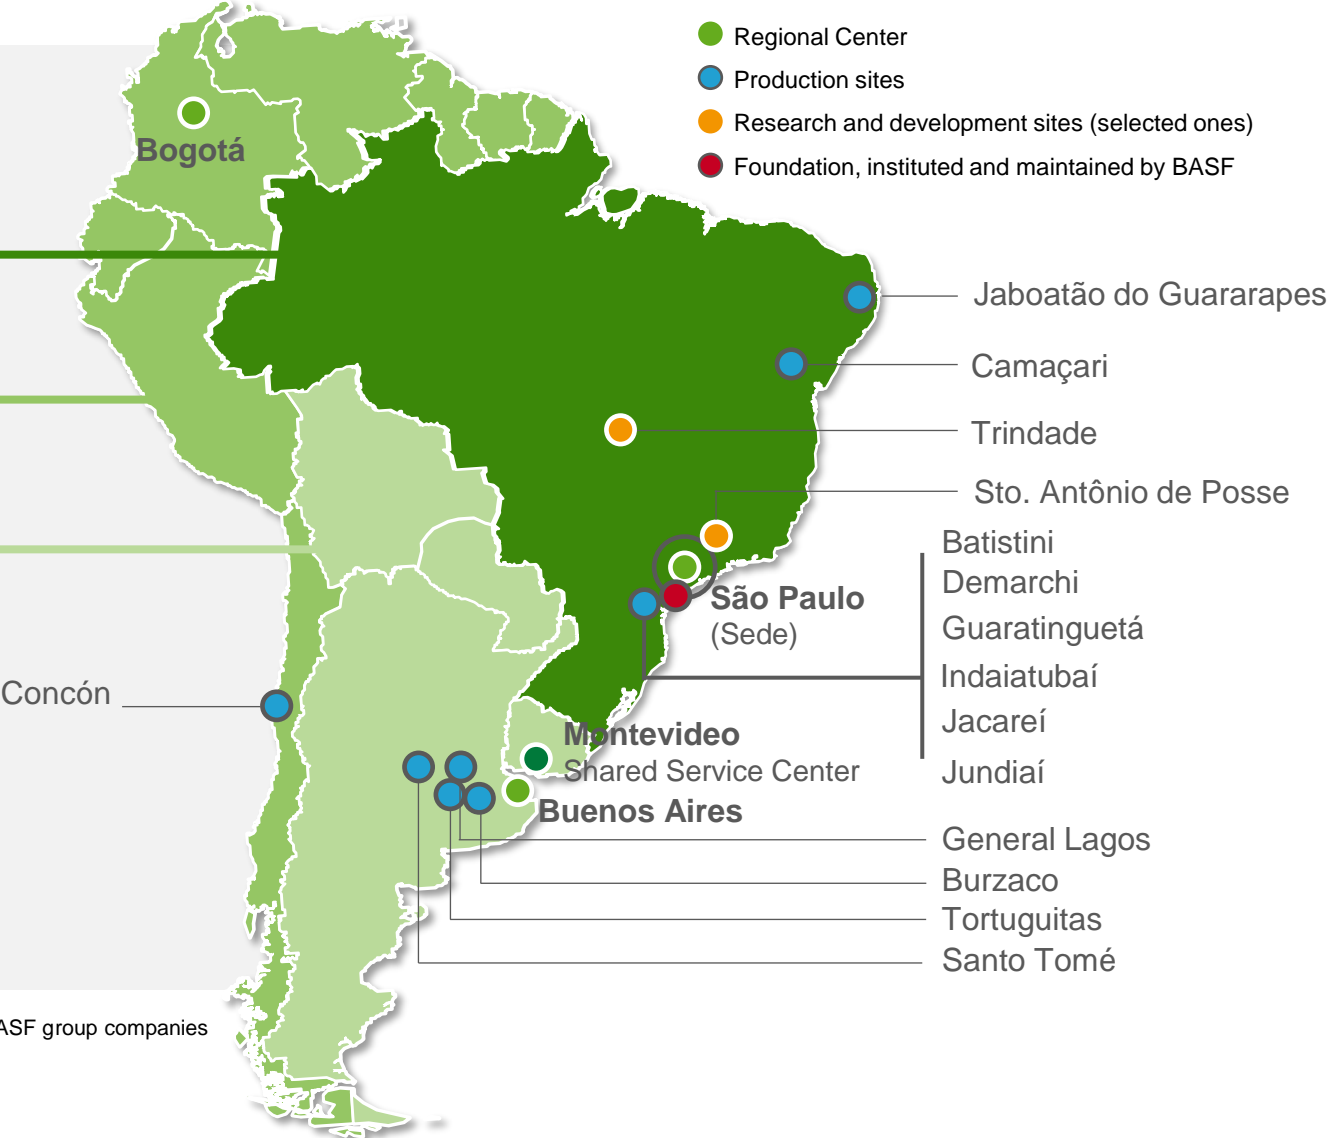 Regional Center
Production sites
Research and development sites (selected ones)
Foundation, instituted and maintained by BASF
Bogotá
Jaboatão do Guararapes
Camaçari
Trindade
Sto. Antônio de Posse
Batistini
Demarchi
São Paulo
(Sede)
Guaratinguetá
Indaiatubaí
Concón
Jacareí
Montevideo
Shared Service Center
Jundiaí
Buenos Aires
General Lagos
Burzaco
Tortuguitas
Santo Tomé
ASF group companies